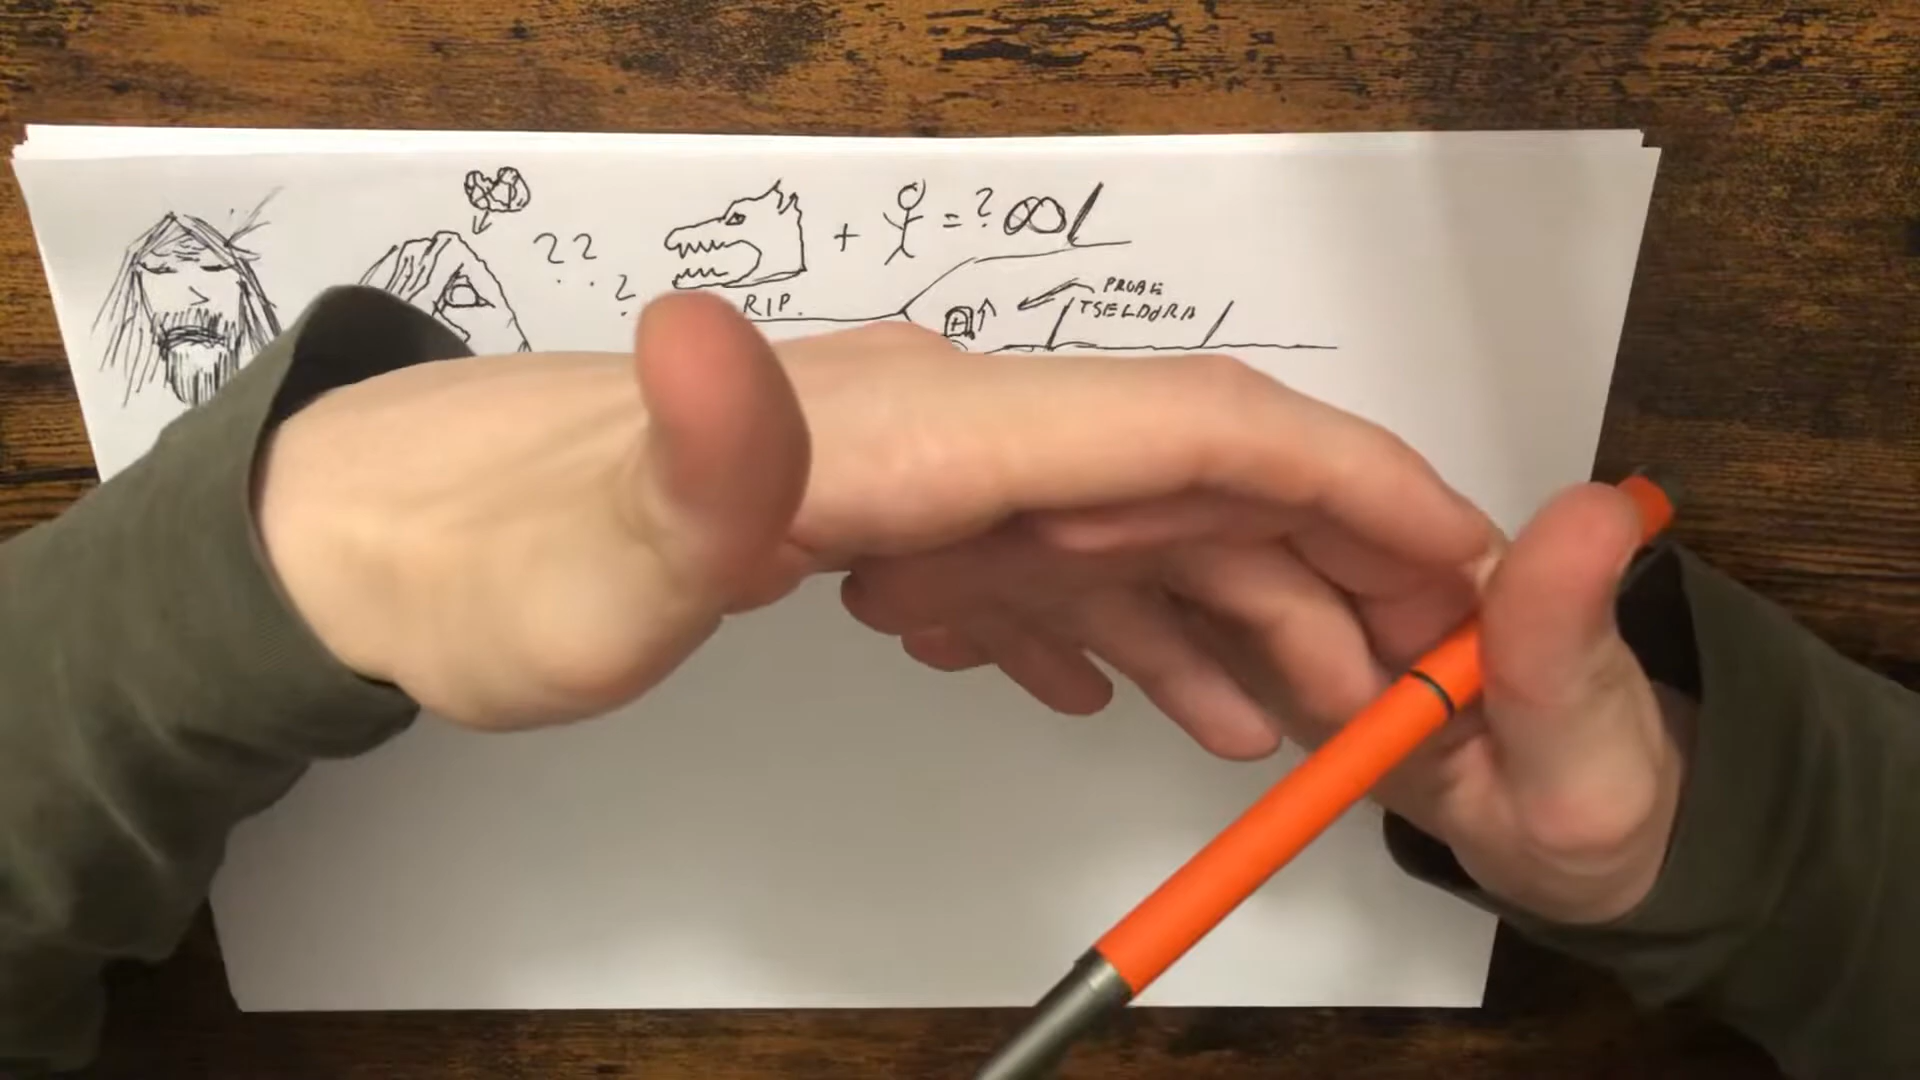 ??
?
+ = ? ∞
RIP.
PROBE
TSELDORA